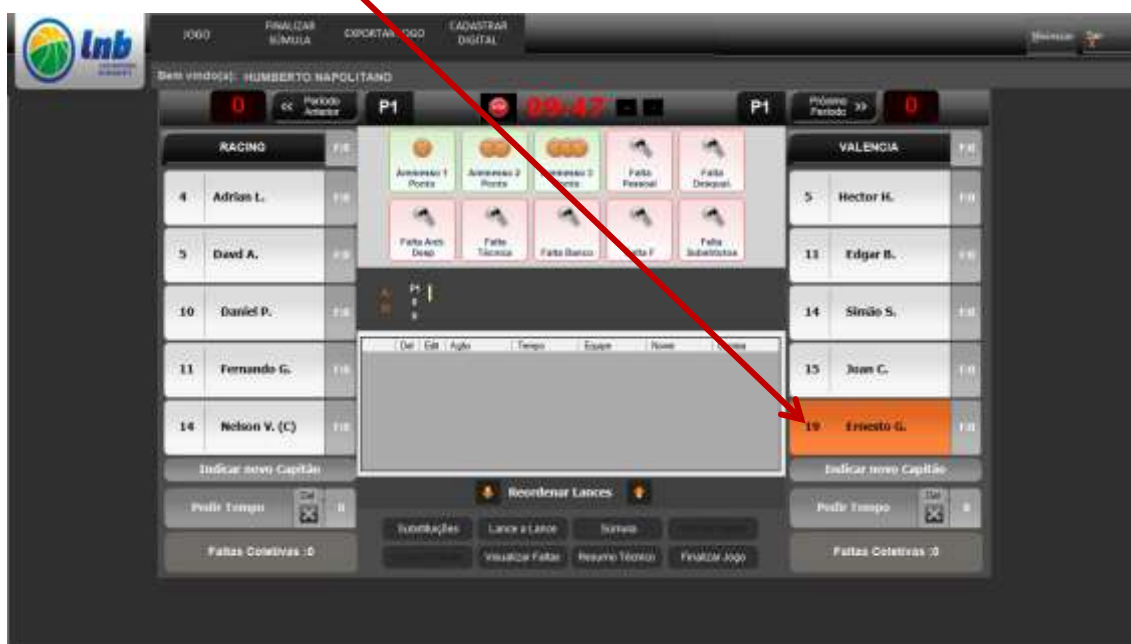 lnb
JOGO
FINALIZAR SÚMULA
EXPORTAR JOGO
CADASTRAR DIGITAL
Bem vindo(a): HUMBERTO NAPOLITANO
0
<< Período Anterior
P1
09:47
P1
Próximo Período >>
0
RACING
4 Adrian L.
5 David A.
10 Daniel P.
11 Fernando G.
14 Nelson V. (C)
Indicar novo Capitão
Pedir Tempo
Del
Faltas Coletivas :0
Arremesso 1 Ponto
Arremesso 2 Ponto
Arremesso 3 Ponto
Falta Pessoal
Falta Desqual.
Falta Anti Desp
Falta Técnica
Falta Banco
Falta F
Falta Substitutos
P1
Del Edit Ação Tempo Equipe Nome
Reordenar Lances
Substituições
Lance a Lance
Súmula
Visualizar Faltas
Resumo Técnico
Finalizar Jogo
VALENCIA
5 Hector H.
11 Edgar B.
14 Simão S.
15 Juan C.
19 Ernesto G.
Indicar novo Capitão
Pedir Tempo
Del
Faltas Coletivas :0